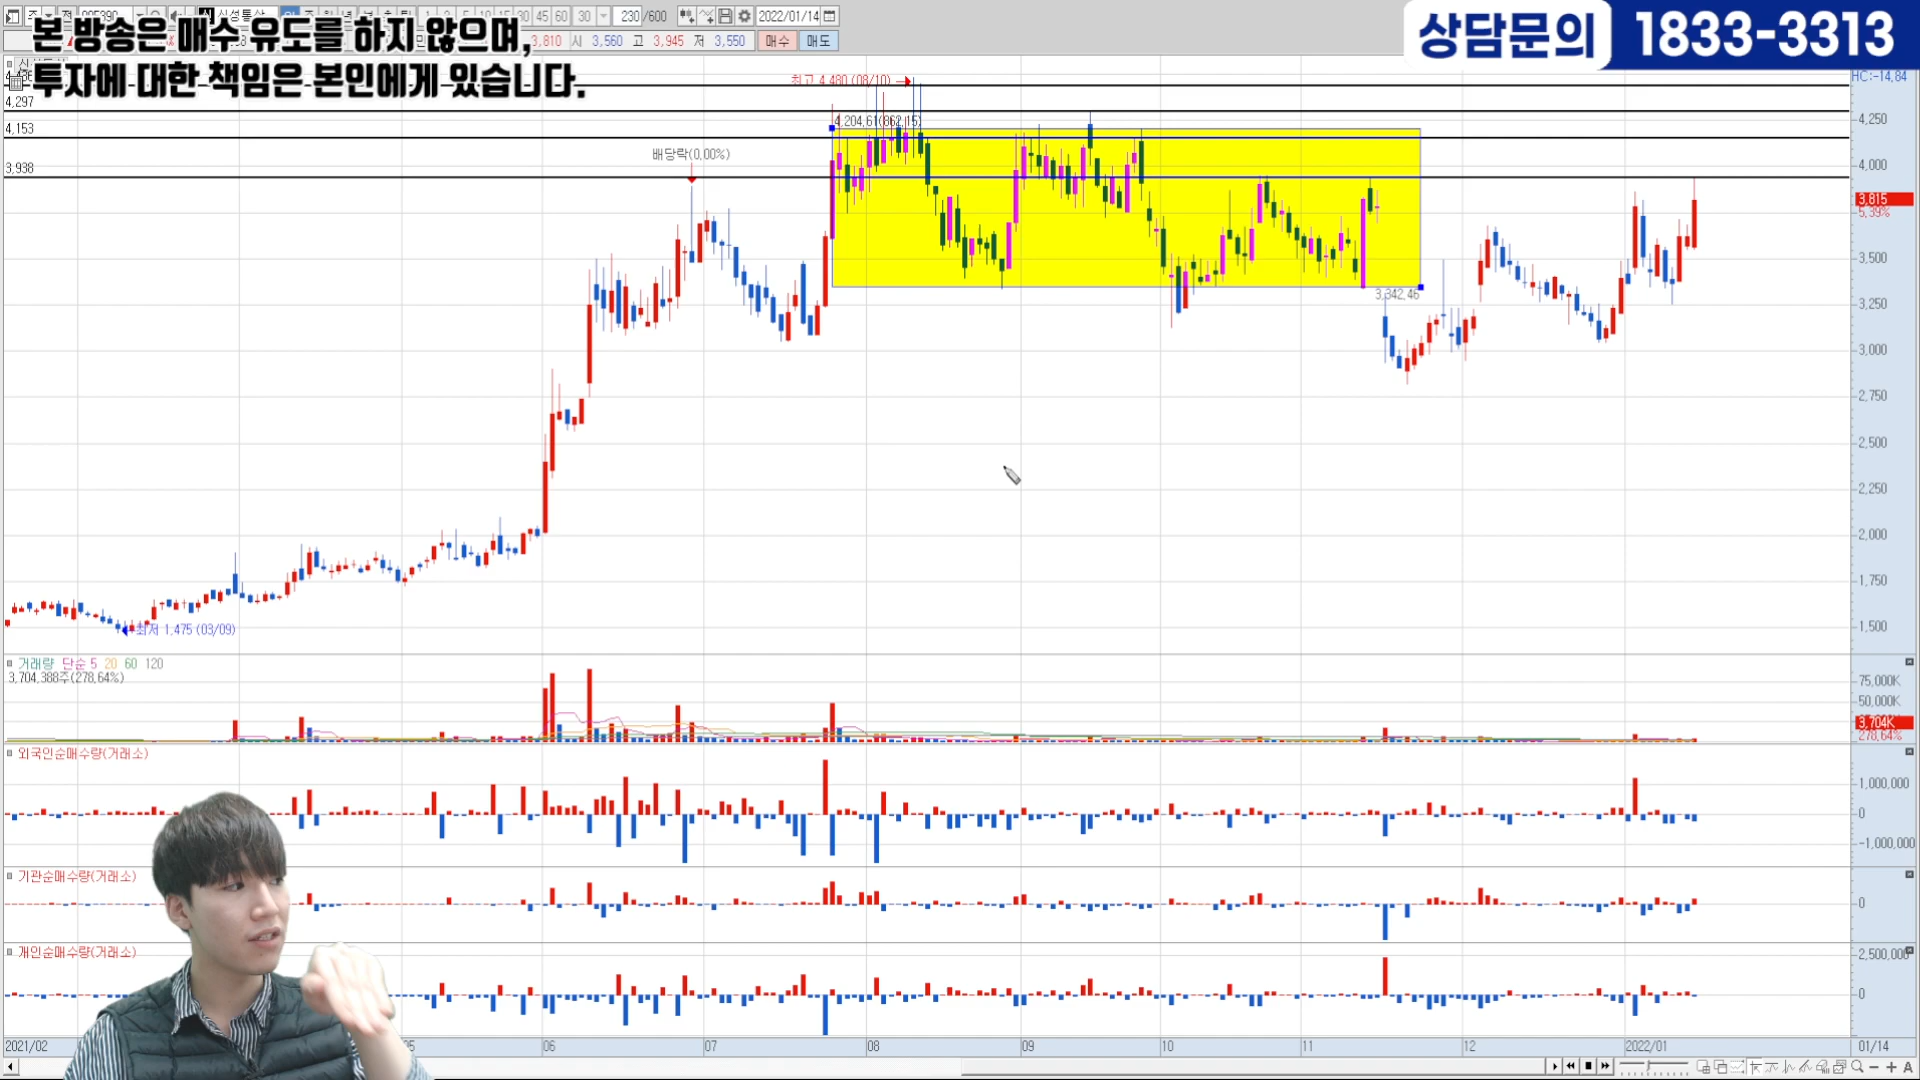 본 방송은 매수 유도를 하지 않으며,
투자에 대한 책임은 본인에게 있습니다.
상담문의 1833-3313
45 60 30 230/600 2022/01/14
3,810 시 3,560 고 3,945 저 3,550 매수 매도
HC:-14,84
4,297
4,153
3,938
최고 4,480 (08/10)
4,204,61(862,15)
배당락(0,00%)
3,342,46
최저 1,475 (03/09)
4,250
4,000
3,815
5,39%
3,500
3,250
3,000
2,750
2,500
2,250
2,000
1,750
1,500
거래량 단순 5 20 60 120
3,704,388주(278,64%)
75,000K
50,000K
3,704K
278,64%
외국인순매수량(거래소)
1,000,000
0
-1,000,000
기관순매수량(거래소)
0
개인순매수량(거래소)
2,500,000
0
2021/02 06 07 08 09 10 11 12 2022/01 01/14